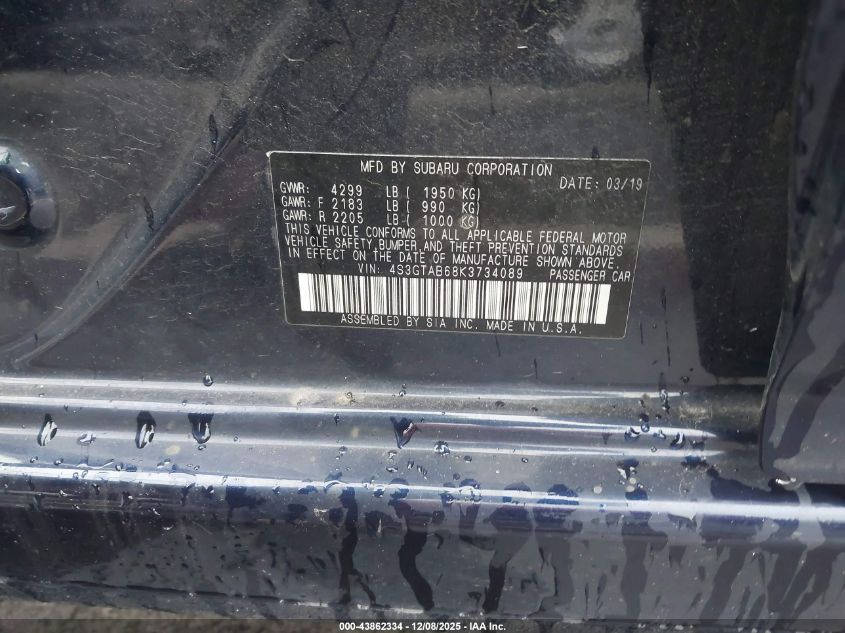 MFD BY SUBARU CORPORATION
DATE: 03/19
GVWR: 4299 LB ( 1950 KG)
GAWR: F 2183 LB ( 990 KG)
GAWR: R 2205 LB ( 1000 KG)
THIS VEHICLE CONFORMS TO ALL APPLICABLE FEDERAL MOTOR
VEHICLE SAFETY,BUMPER,AND THEFT PREVENTION STANDARDS
IN EFFECT ON THE DATE OF MANUFACTURE SHOWN ABOVE.
VIN: 4S3GTAB68K3734089 PASSENGER CAR
ASSEMBLED BY SIA INC. MADE IN U.S.A.
000-43862334 • 12/08/2025 - IAA Inc.